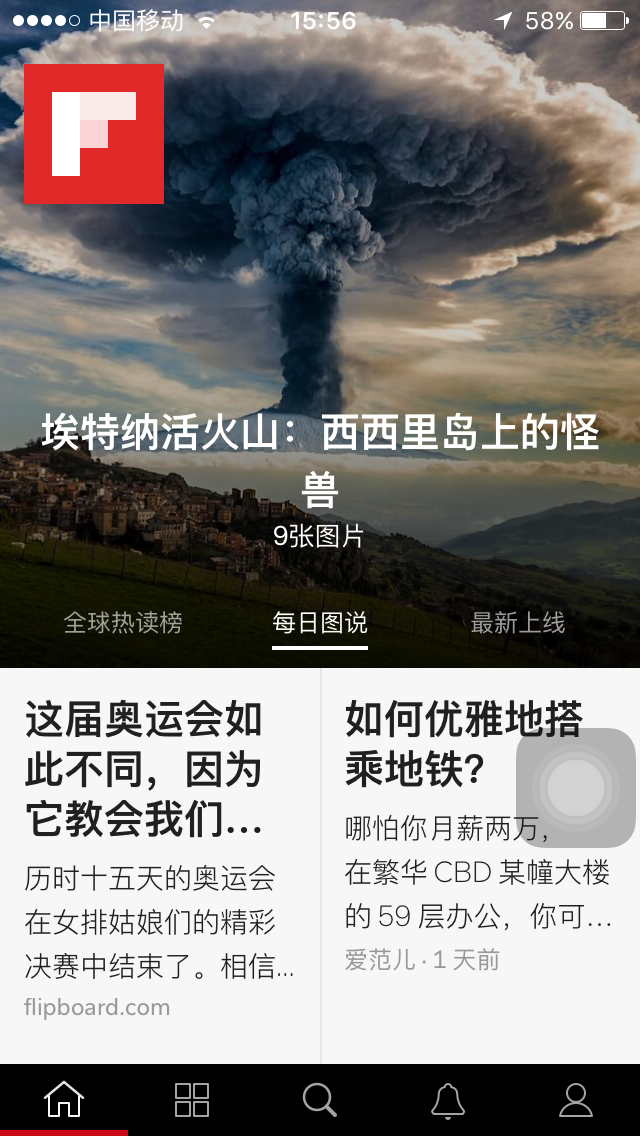 中国移动
15:56
58%
埃特纳活火山：西西里岛上的怪
兽
9张图片
全球热读榜
每日图说
最新上线
这届奥运会如
此不同，因为
它教会我们...
历时十五天的奥运会
在女排姑娘们的精彩
决赛中结束了。相信...
flipboard.com
如何优雅地搭
乘地铁？
哪怕你月薪两万，
在繁华 CBD 某幢大楼
的 59 层办公，你可...
爱范儿 · 1 天前